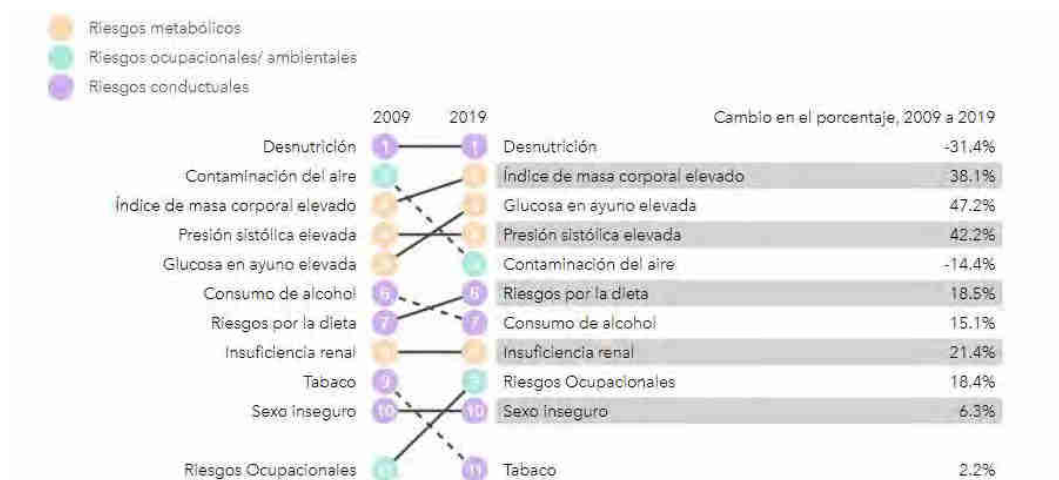 Riesgos metabólicos
Riesgos ocupacionales/ ambientales
Riesgos conductuales
2009 2019 Cambio en el porcentaje, 2009 a 2019
Desnutrición 1 1 Desnutrición -31.4%
Contaminación del aire Índice de masa corporal elevado 38.1%
Índice de masa corporal elevado Glucosa en ayuno elevada 47.2%
Presión sistólica elevada Presión sistólica elevada 42.2%
Glucosa en ayuno elevada Contaminación del aire -14.4%
Consumo de alcohol 6 6 Riesgos por la dieta 18.5%
Riesgos por la dieta 7 7 Consumo de alcohol 15.1%
Insuficiencia renal Insuficiencia renal 21.4%
Tabaco 9 Riesgos Ocupacionales 18.4%
Sexo inseguro 10 10 Sexo inseguro 6.3%
Riesgos Ocupacionales 11 Tabaco 2.2%